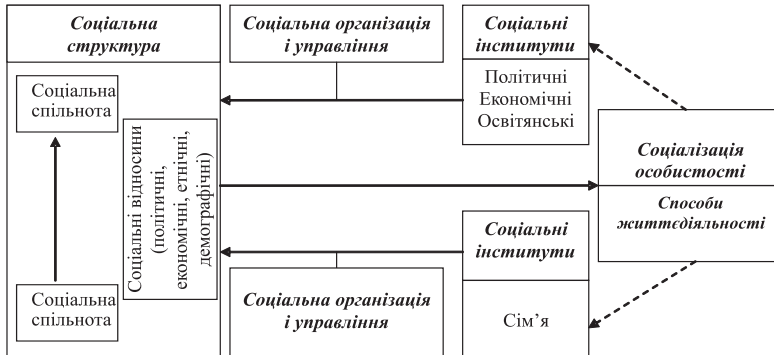 Соціальна
структура
Соціальна
спільнота
Соціальні відносини
(політичні,
економічні, етнічні,
демографічні)
Соціальна
спільнота
Соціальна організація
і управління
Соціальні
інститути
Політичні
Економічні
Освітянські
Соціалізація
особистості
Способи
життєдіяльності
Соціальні
інститути
Сім’я
Соціальна організація
і управління